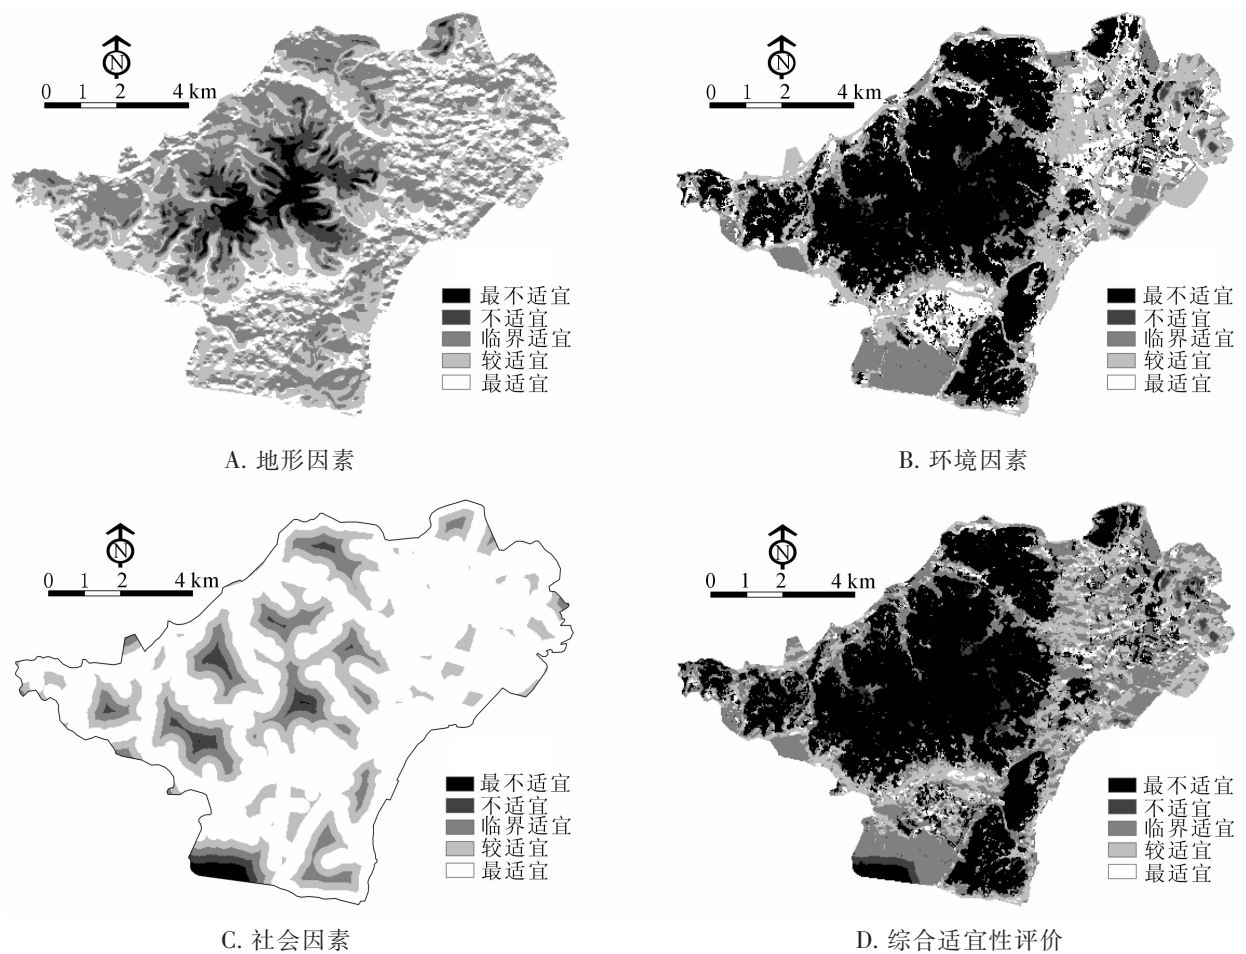 N
0 1 2 4 km
最不适宜
不适宜
临界适宜
较适宜
最适宜
A. 地形因素
N
0 1 2 4 km
最不适宜
不适宜
临界适宜
较适宜
最适宜
B. 环境因素
N
0 1 2 4 km
最不适宜
不适宜
临界适宜
较适宜
最适宜
C. 社会因素
N
0 1 2 4 km
最不适宜
不适宜
临界适宜
较适宜
最适宜
D. 综合适宜性评价